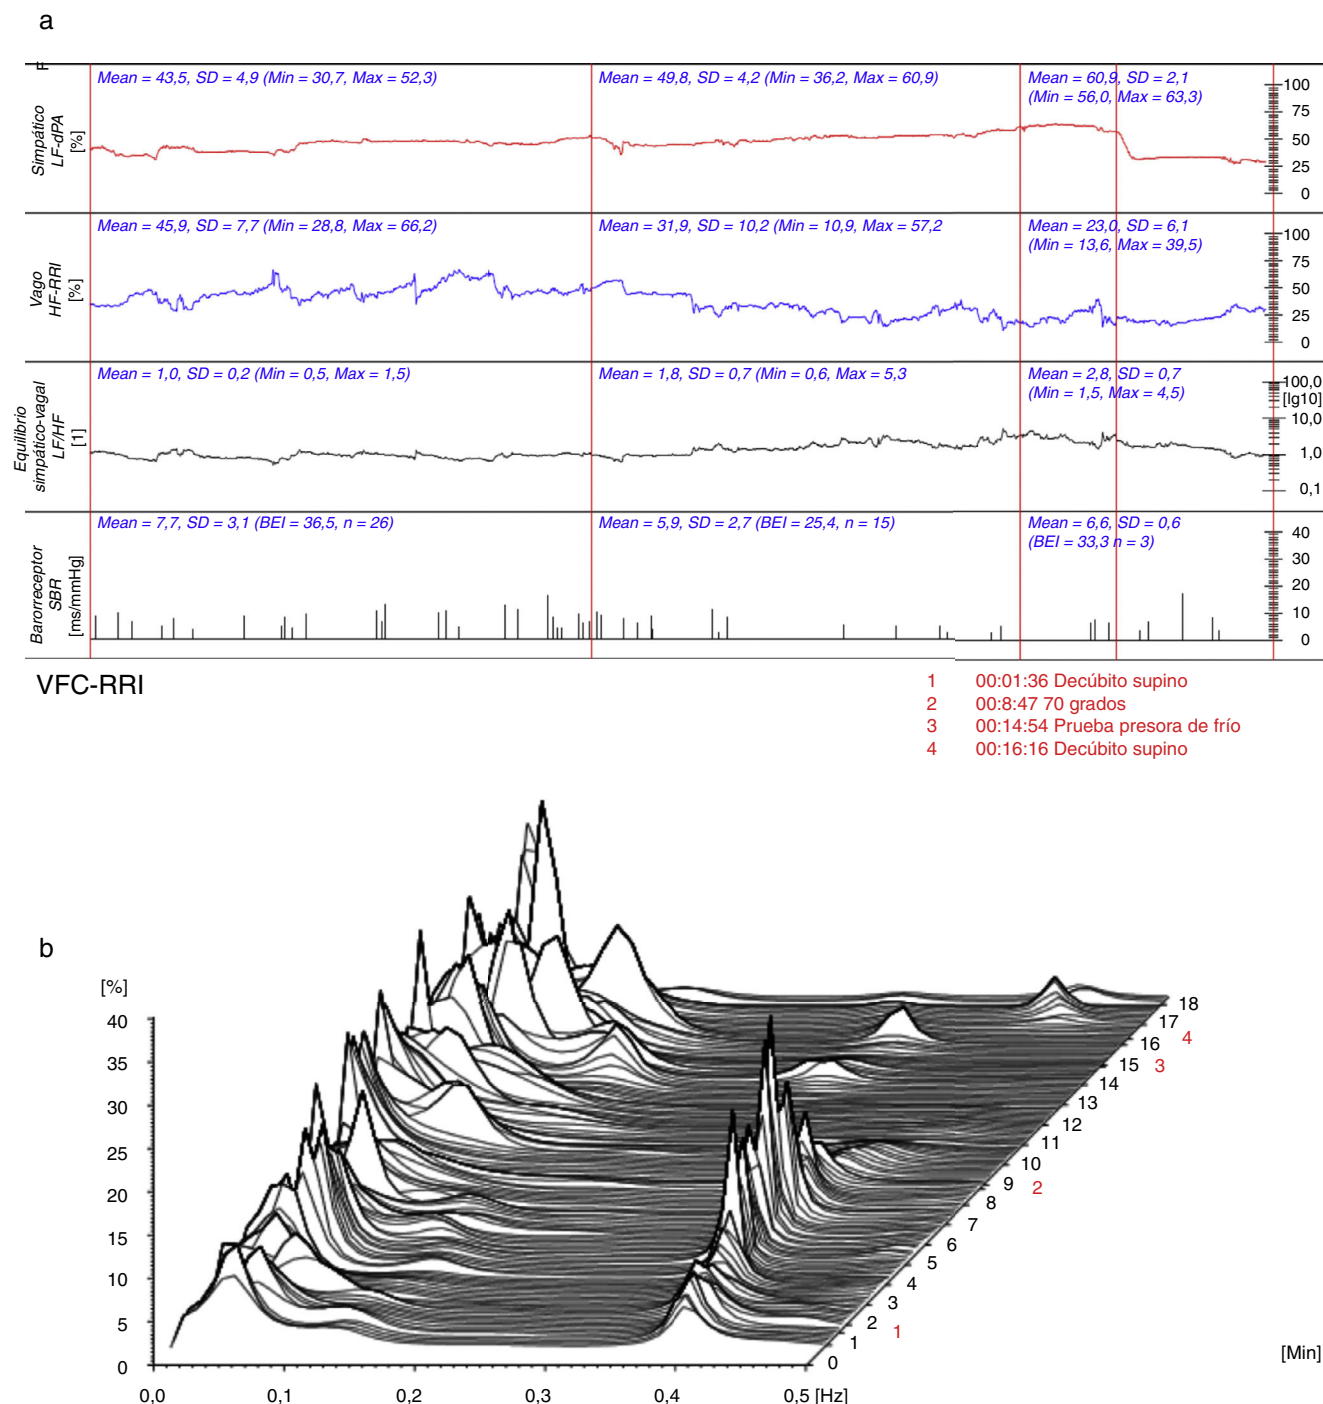 a
F
Simpático
LF-dPA
[%]
Mean = 43,5, SD = 4,9 (Min = 30,7, Max = 52,3)
Mean = 49,8, SD = 4,2 (Min = 36,2, Max = 60,9)
Mean = 60,9, SD = 2,1
(Min = 56,0, Max = 63,3)
100
75
50
25
0
Vago
HF-RRI
[%]
Mean = 45,9, SD = 7,7 (Min = 28,8, Max = 66,2)
Mean = 31,9, SD = 10,2 (Min = 10,9, Max = 57,2
Mean = 23,0, SD = 6,1
(Min = 13,6, Max = 39,5)
100
75
50
25
0
Equilibrio
simpático-vagal
LF/HF
[1]
Mean = 1,0, SD = 0,2 (Min = 0,5, Max = 1,5)
Mean = 1,8, SD = 0,7 (Min = 0,6, Max = 5,3
Mean = 2,8, SD = 0,7
(Min = 1,5, Max = 4,5)
100,0
[lg10]
10,0
1,0
0,1
Barorreceptor
SBR
[ms/mmHg]
Mean = 7,7, SD = 3,1 (BEI = 36,5, n = 26)
Mean = 5,9, SD = 2,7 (BEI = 25,4, n = 15)
Mean = 6,6, SD = 0,6
(BEI = 33,3 n = 3)
40
30
20
10
0
VFC-RRI
1 00:01:36 Decúbito supino
2 00:8:47 70 grados
3 00:14:54 Prueba presora de frío
4 00:16:16 Decúbito supino
b
[%]
40
35
30
25
20
15
10
5
0
0,0 0,1 0,2 0,3 0,4 0,5 [Hz]
0 1 2 3 4 5 6 7 8 9 10 11 12 13 14 15 16 17 18
1 2 3 4
[Min]